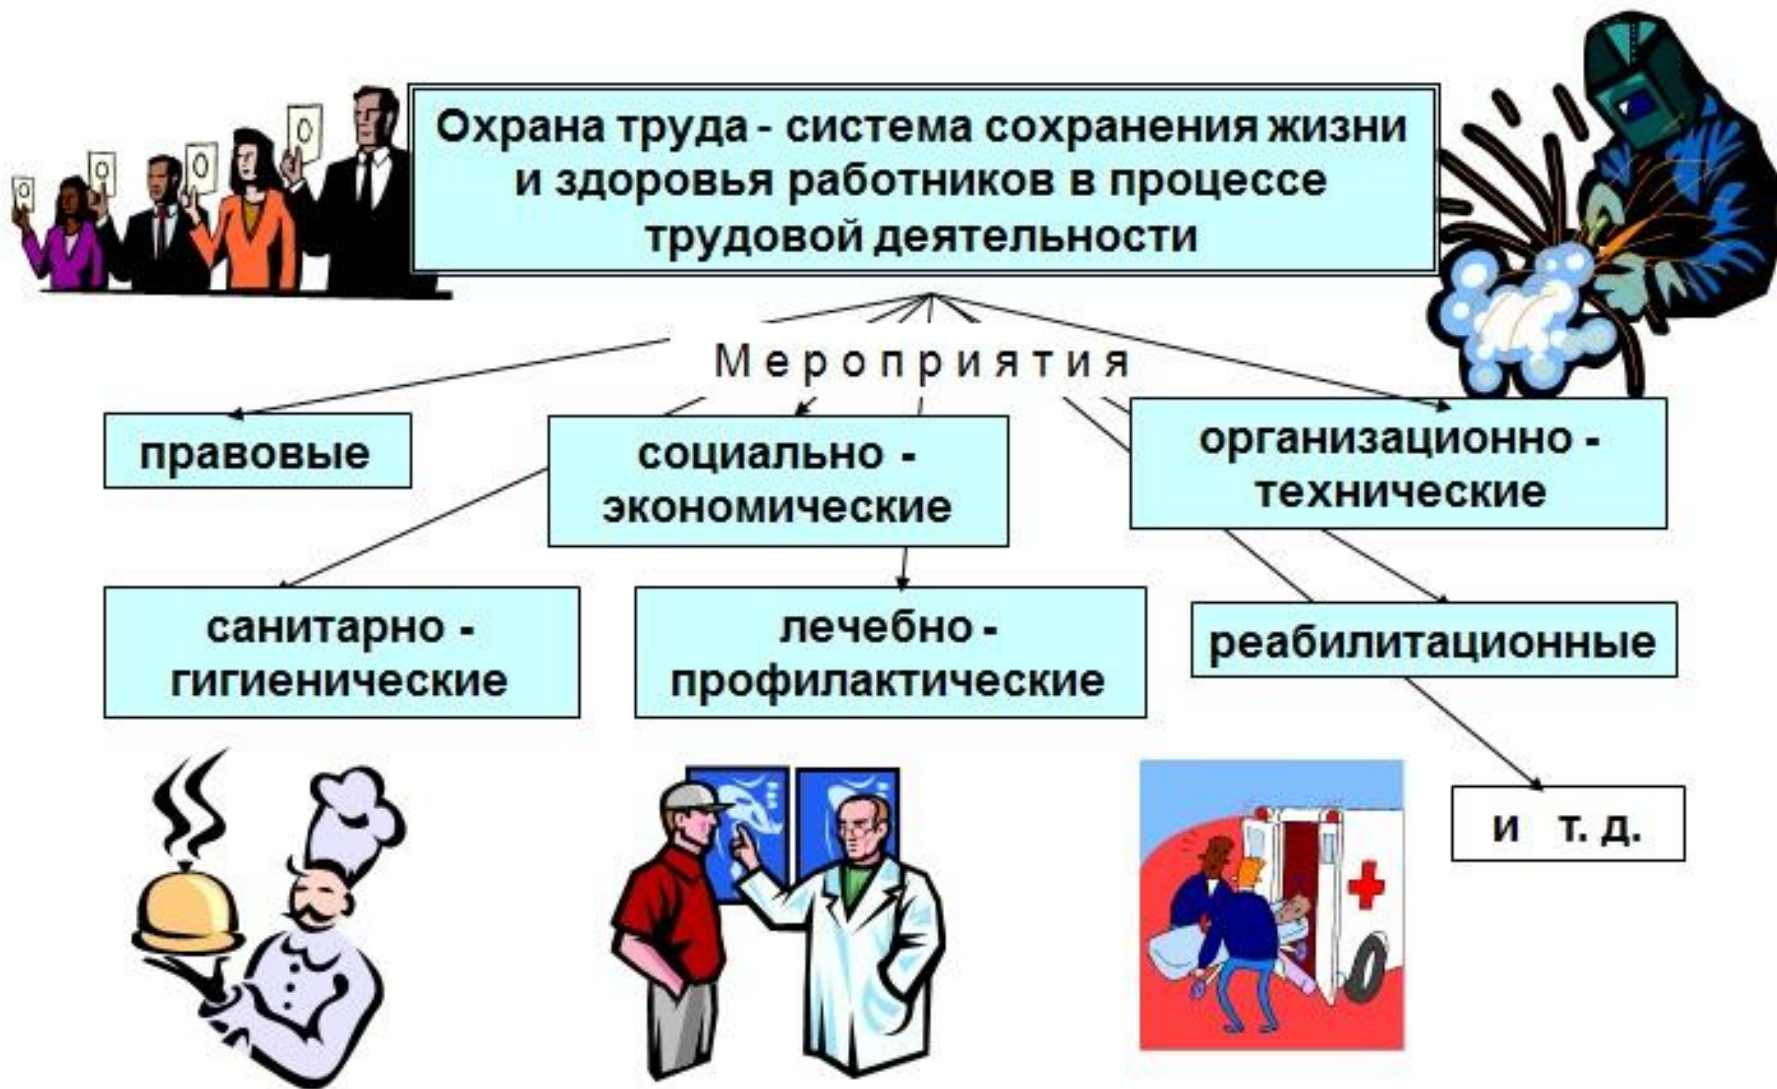 Охрана труда - система сохранения жизни
и здоровья работников в процессе
трудовой деятельности
Мероприятия
правовые
социально -
экономические
организационно -
технические
санитарно -
гигиенические
лечебно -
профилактические
реабилитационные
и т. д.